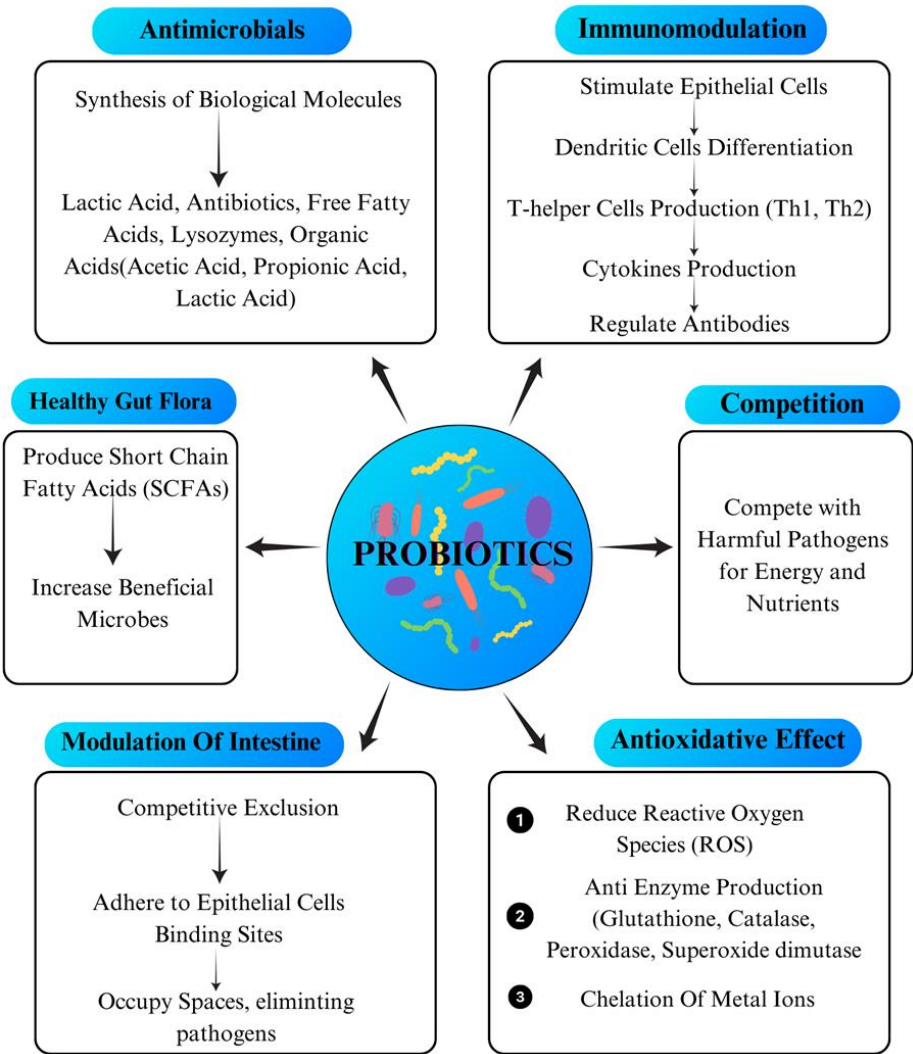 Antimicrobials
Synthesis of Biological Molecules
Lactic Acid, Antibiotics, Free Fatty
Acids, Lysozymes, Organic
Acids(Acetic Acid, Propionic Acid,
Lactic Acid)
Immunomodulation
Stimulate Epithelial Cells
Dendritic Cells Differentiation
T-helper Cells Production (Th1, Th2)
Cytokines Production
Regulate Antibodies
Healthy Gut Flora
Produce Short Chain
Fatty Acids (SCFAs)
Increase Beneficial
Microbes
PROBIOTICS
Competition
Compete with
Harmful Pathogens
for Energy and
Nutrients
Modulation Of Intestine
Competitive Exclusion
Adhere to Epithelial Cells
Binding Sites
Occupy Spaces, eliminting
pathogens
Antioxidative Effect
1 Reduce Reactive Oxygen
Species (ROS)
2 Anti Enzyme Production
(Glutathione, Catalase,
Peroxidase, Superoxide dimutase
3 Chelation Of Metal Ions